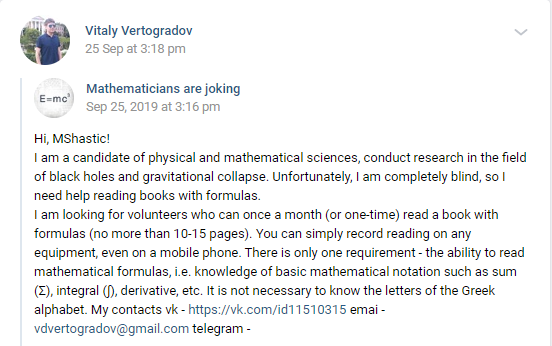 Vitaly Vertogradov
25 Sep at 3:18 pm
E=mc²
Mathematicians are joking
Sep 25, 2019 at 3:16 pm
Hi, MShastic!
I am a candidate of physical and mathematical sciences, conduct research in the field
of black holes and gravitational collapse. Unfortunately, I am completely blind, so I
need help reading books with formulas.
I am looking for volunteers who can once a month (or one-time) read a book with
formulas (no more than 10-15 pages). You can simply record reading on any
equipment, even on a mobile phone. There is only one requirement - the ability to read
mathematical formulas, i.e. knowledge of basic mathematical notation such as sum
(Σ), integral (∫), derivative, etc. It is not necessary to know the letters of the Greek
alphabet. My contacts vk - https://vk.com/id11510315 emai -
vdvertogradov@gmail.com telegram -